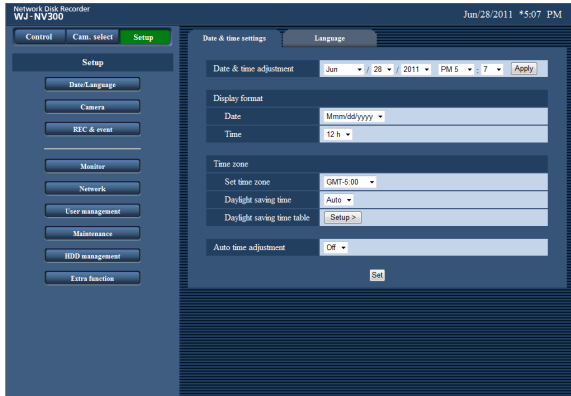 Network Disk Recorder
WJ-NV300
Jun/28/2011 *5:07 PM
Control Cam. select Setup
Setup
Date/Language
Camera
REC & event
Monitor
Network
User management
Maintenance
HDD management
Extra function
Date & time settings Language
Date & time adjustment Jun / 28 / 2011 PM 5 : 7 Apply
Display format
Date Mmm/dd/yyyy
Time 12 h
Time zone
Set time zone GMT-5:00
Daylight saving time Auto
Daylight saving time table Setup >
Auto time adjustment Off
Set